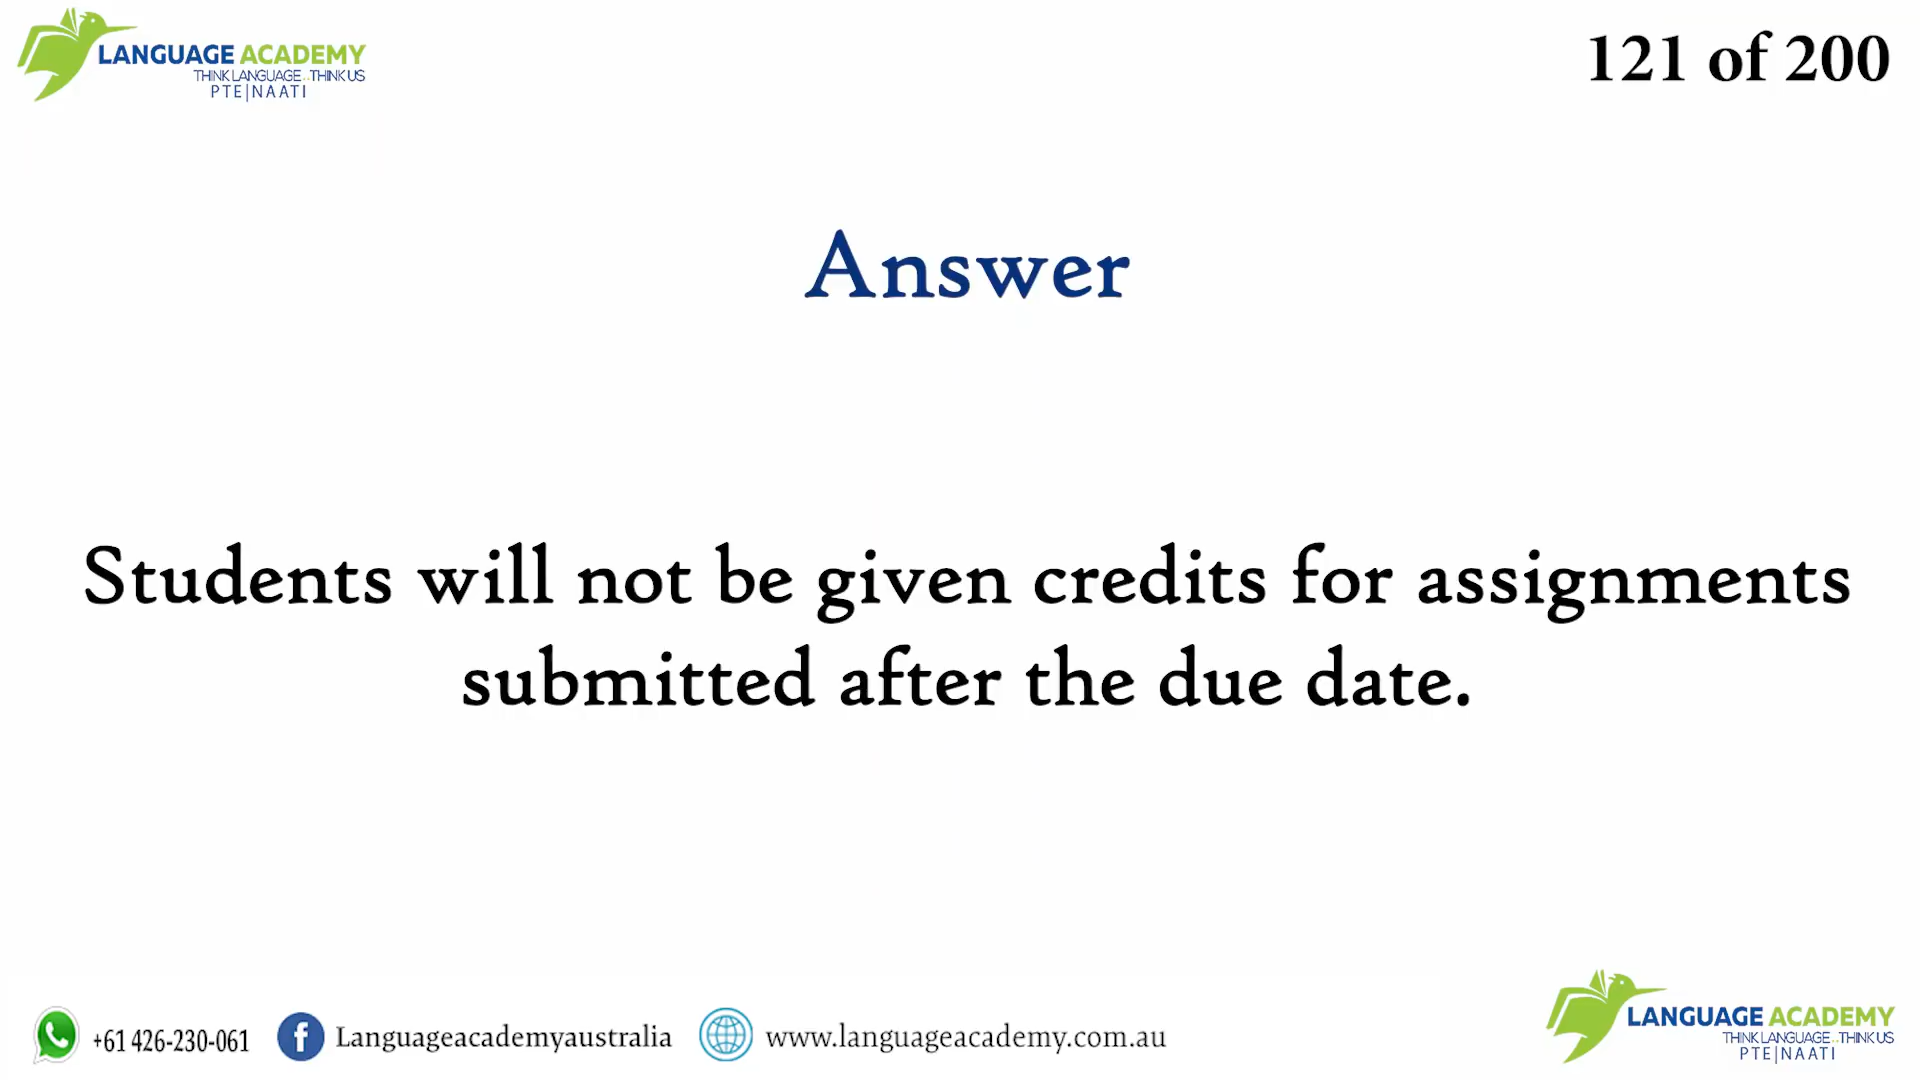 LANGUAGE ACADEMY
THINK LANGUAGE..THINK US
PTE|NAATI
121 of 200
Answer
Students will not be given credits for assignments
submitted after the due date.
+61 426-230-061
Languageacademyaustralia
www.languageacademy.com.au
LANGUAGE ACADEMY
THINK LANGUAGE..THINK US
PTE|NAATI